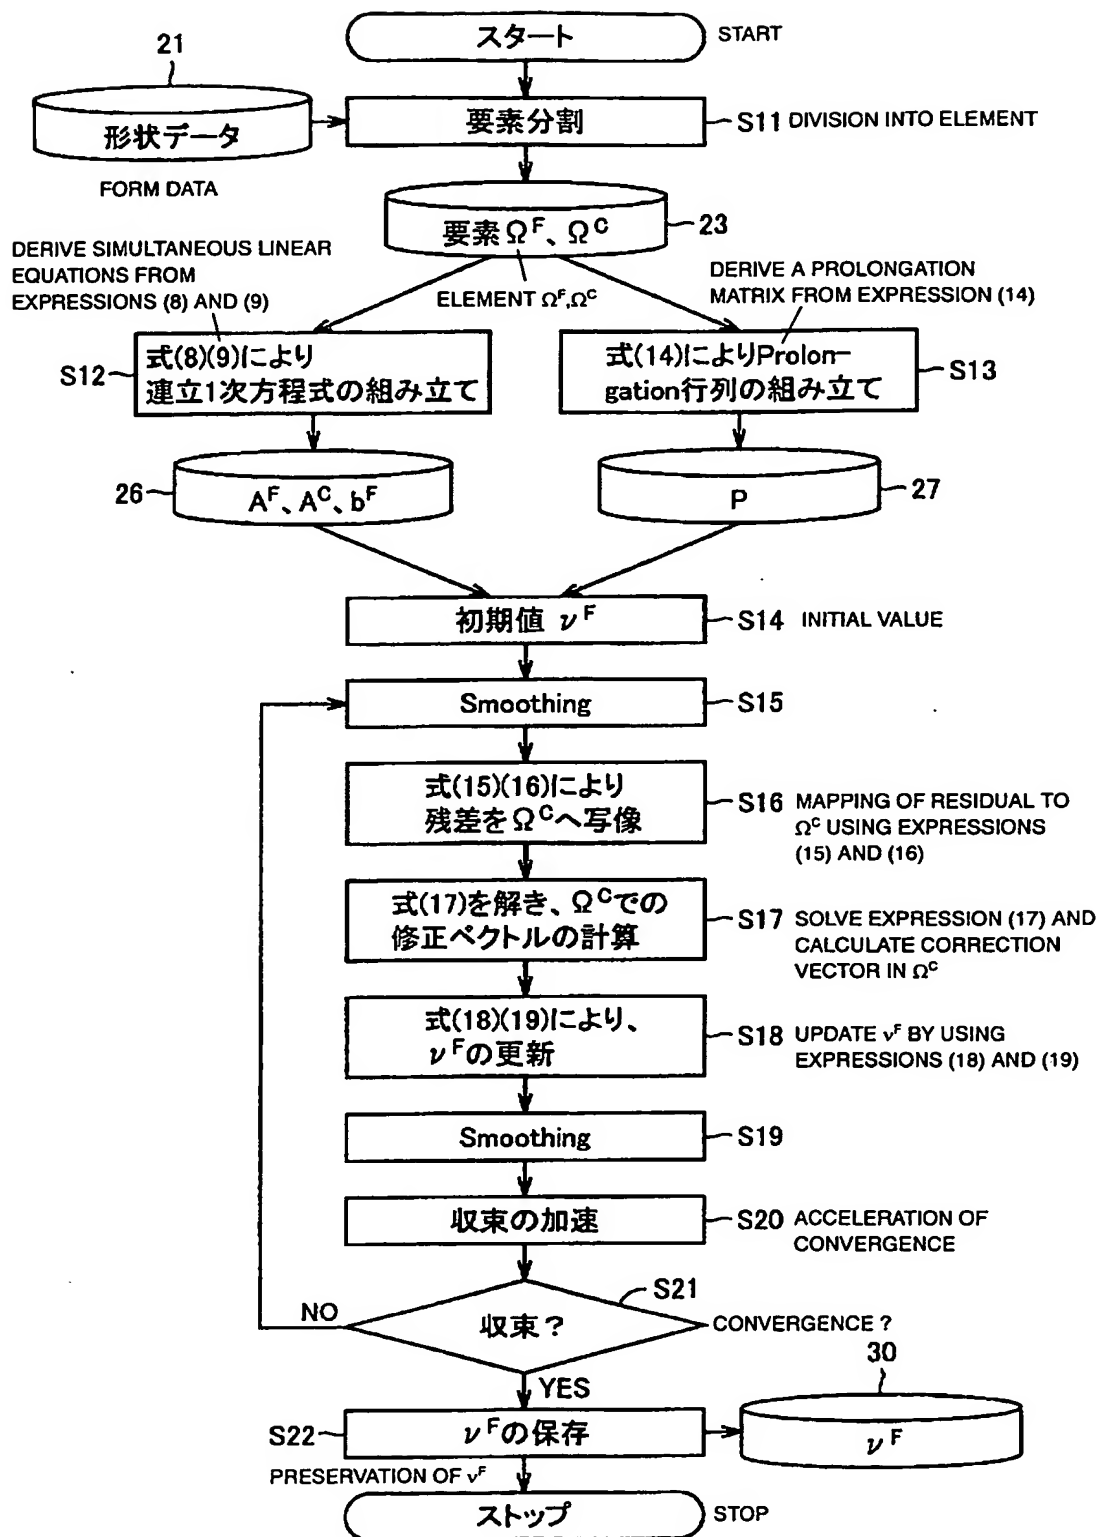 スタート
START
21
形状データ
FORM DATA
要素分割
S11 DIVISION INTO ELEMENT
要素 Ω^F、Ω^C
23
ELEMENT Ω^F,Ω^C
DERIVE SIMULTANEOUS LINEAR
EQUATIONS FROM
EXPRESSIONS (8) AND (9)
DERIVE A PROLONGATION
MATRIX FROM EXPRESSION (14)
S12
式(8)(9)により
連立1次方程式の組み立て
式(14)によりProlon-
gation行列の組み立て
S13
26
A^F、A^C、b^F
P
27
初期値 ν^F
S14 INITIAL VALUE
Smoothing
S15
式(15)(16)により
残差をΩ^Cへ写像
S16 MAPPING OF RESIDUAL TO
Ω^C USING EXPRESSIONS
(15) AND (16)
式(17)を解き、Ω^Cでの
修正ベクトルの計算
S17 SOLVE EXPRESSION (17) AND
CALCULATE CORRECTION
VECTOR IN Ω^C
式(18)(19)により、
ν^Fの更新
S18 UPDATE ν^F BY USING
EXPRESSIONS (18) AND (19)
Smoothing
S19
収束の加速
S20 ACCELERATION OF
CONVERGENCE
S21
NO
収束?
CONVERGENCE ?
YES
30
S22
ν^Fの保存
ν^F
PRESERVATION OF ν^F
ストップ
STOP